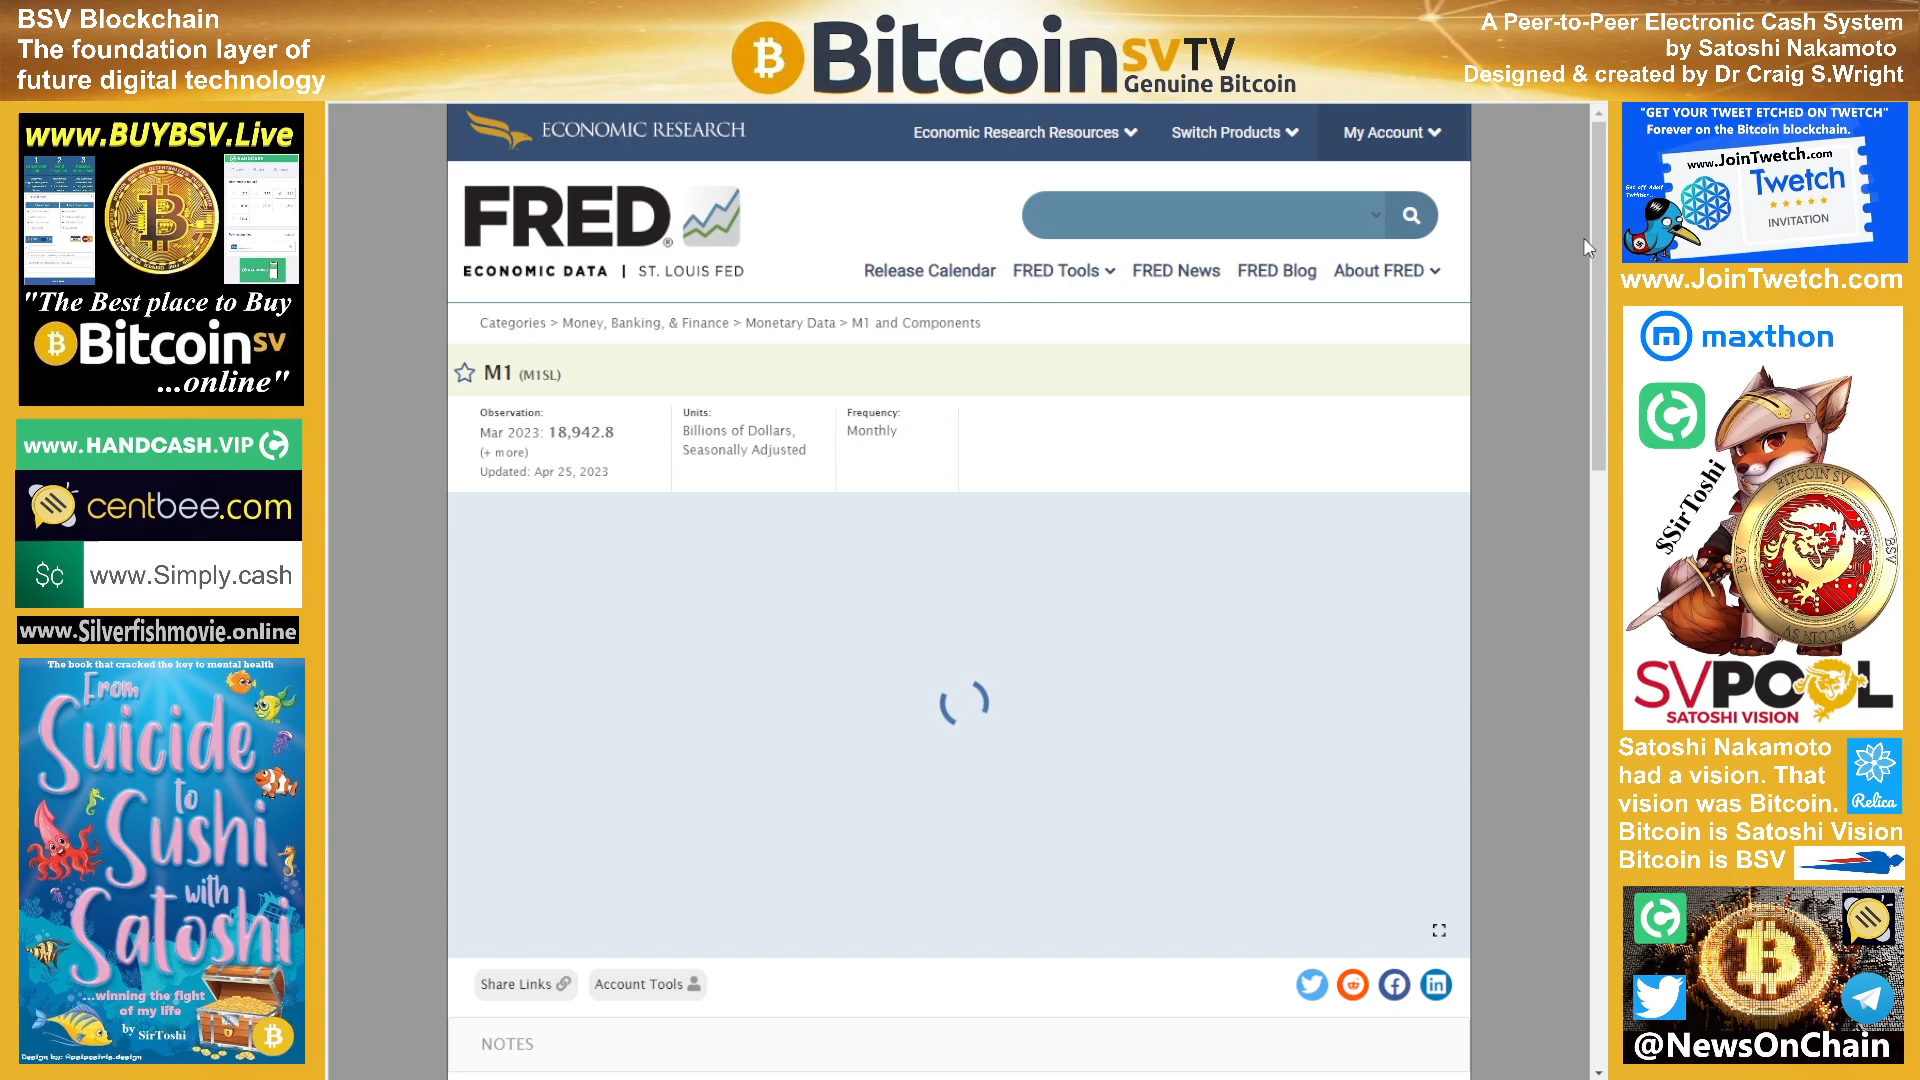 BSV Blockchain
The foundation layer of
future digital technology
BitcoinSVTV
Genuine Bitcoin
A Peer-to-Peer Electronic Cash System
by Satoshi Nakamoto
Designed & created by Dr Craig S.Wright
www.BUYBSV.Live
1 2 3
HANDCASH
"The Best place to Buy
BitcoinSV
...online"
www.HANDCASH.VIP
centbee.com
$c www.Simply.cash
www.Silverfishmovie.online
The book that cracked the key to mental health
From
Suicide
to
Sushi
with
Satoshi
...winning the fight
of my life
by SirToshi
ECONOMIC RESEARCH
Economic Research Resources
Switch Products
My Account
FRED®
ECONOMIC DATA | ST. LOUIS FED
Release Calendar FRED Tools FRED News FRED Blog About FRED
Categories > Money, Banking, & Finance > Monetary Data > M1 and Components
M1 (M1SL)
Observation:
Mar 2023: 18,942.8
(+ more)
Updated: Apr 25, 2023
Units:
Billions of Dollars,
Seasonally Adjusted
Frequency:
Monthly
Share Links
Account Tools
NOTES
"GET YOUR TWEET ETCHED ON TWETCH"
Forever on the Bitcoin blockchain.
www.JoinTwetch.com
Twetch
INVITATION
www.JoinTwetch.com
maxthon
$SirToshi
BITCOIN SV
BSV
BSV
SVPOOL
SATOSHI VISION
Satoshi Nakamoto
had a vision. That
vision was Bitcoin.
Relica
Bitcoin is Satoshi Vision
Bitcoin is BSV
@NewsOnChain